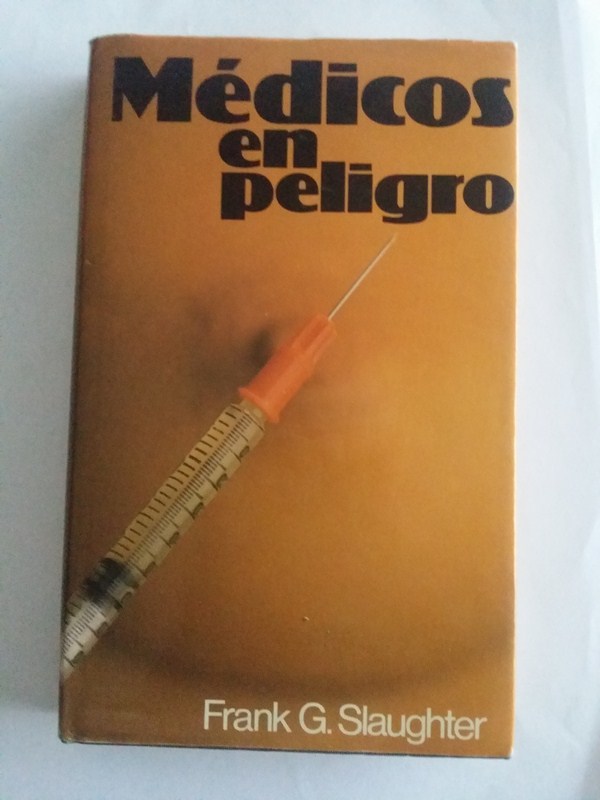 Médicos
en
peligro
Frank G. Slaughter